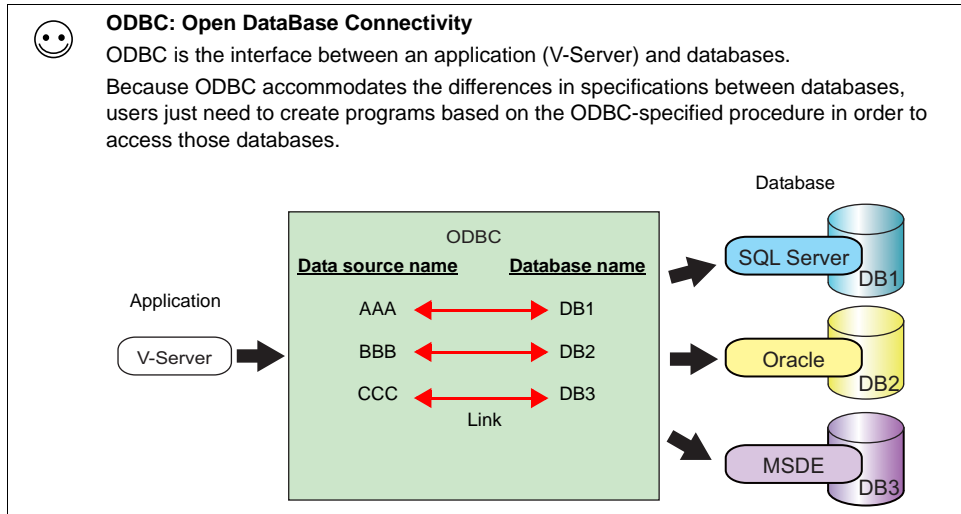 ODBC: Open DataBase Connectivity
ODBC is the interface between an application (V-Server) and databases.
Because ODBC accommodates the differences in specifications between databases,
users just need to create programs based on the ODBC-specified procedure in order to
access those databases.
Database
ODBC
Data source name Database name
Application
V-Server
AAA DB1
BBB DB2
CCC DB3
Link
SQL Server
DB1
Oracle
DB2
MSDE
DB3